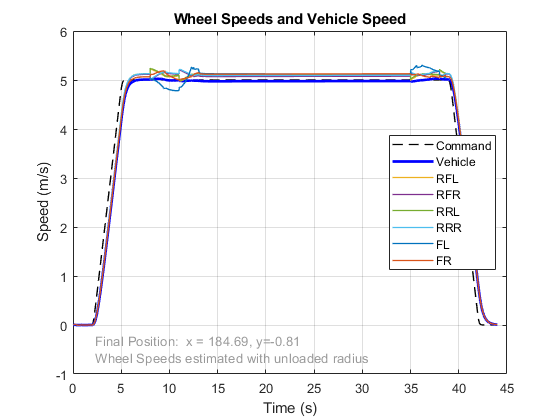 Wheel Speeds and Vehicle Speed
6
5
4
3
2
1
0
-1
Speed (m/s)
Command
Vehicle
RFL
RFR
RRL
RRR
FL
FR
Final Position: x = 184.69, y=-0.81
Wheel Speeds estimated with unloaded radius
0 5 10 15 20 25 30 35 40 45
Time (s)